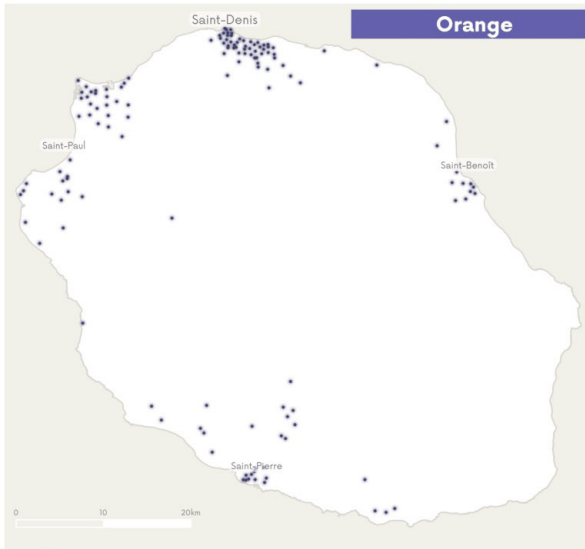 Saint-Denis
Orange
Saint-Paul
Saint-Benoît
Saint-Pierre
0 10 20km